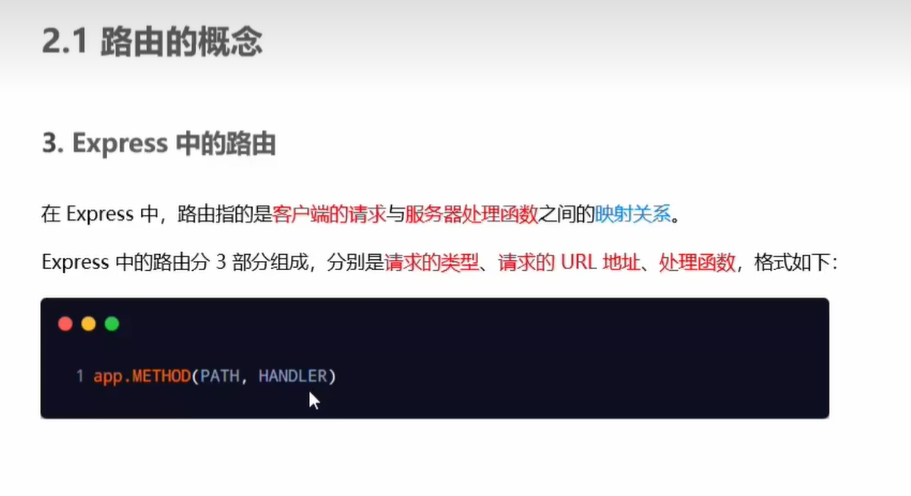 2.1 路由的概念
3. Express 中的路由
在 Express 中，路由指的是客户端的请求与服务器处理函数之间的映射关系。
Express 中的路由分 3 部分组成，分别是请求的类型、请求的 URL 地址、处理函数，格式如下：
1 app.METHOD(PATH, HANDLER)